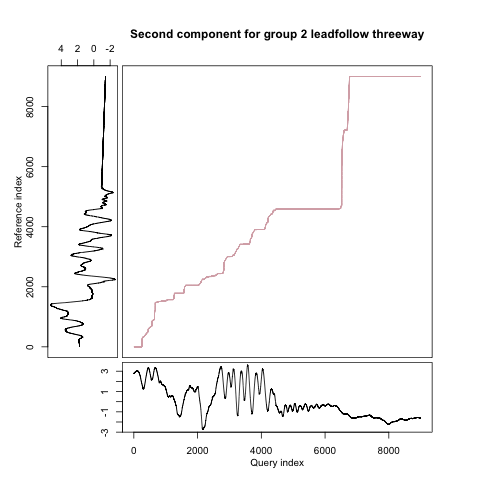 Second component for group 2 leadfollow threeway
4 2 0 -2
Reference index
0 2000 4000 6000 8000
-3 -1 1 3
0 2000 4000 6000 8000
Query index